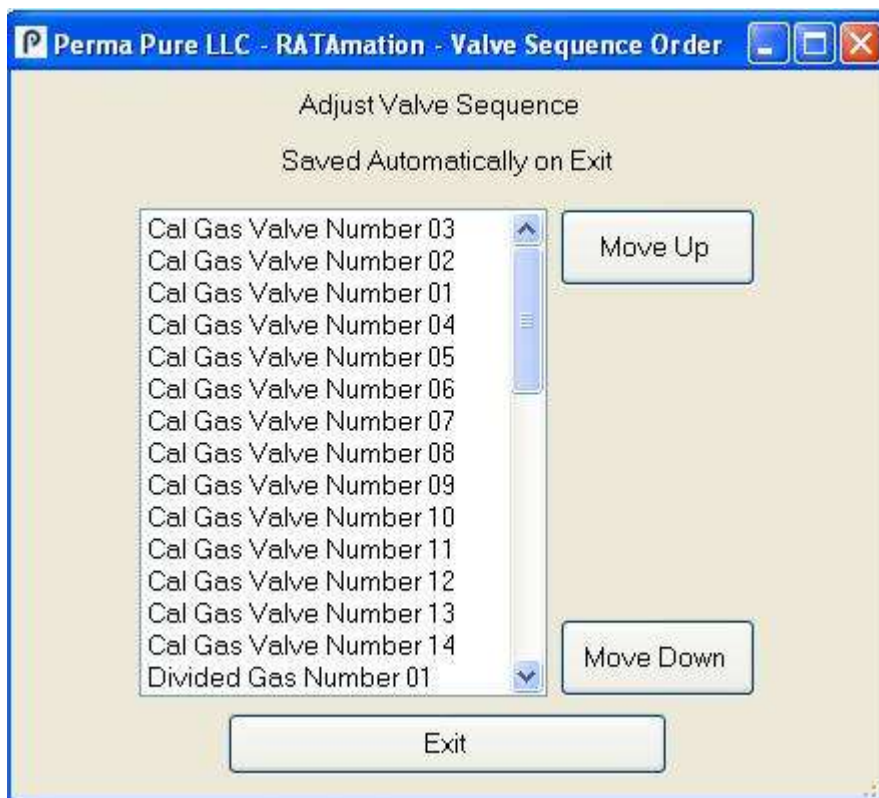 Perma Pure LLC - RATAmation - Valve Sequence Order
Adjust Valve Sequence
Saved Automatically on Exit
Cal Gas Valve Number 03
Cal Gas Valve Number 02
Cal Gas Valve Number 01
Cal Gas Valve Number 04
Cal Gas Valve Number 05
Cal Gas Valve Number 06
Cal Gas Valve Number 07
Cal Gas Valve Number 08
Cal Gas Valve Number 09
Cal Gas Valve Number 10
Cal Gas Valve Number 11
Cal Gas Valve Number 12
Cal Gas Valve Number 13
Cal Gas Valve Number 14
Divided Gas Number 01
Move Up
Move Down
Exit